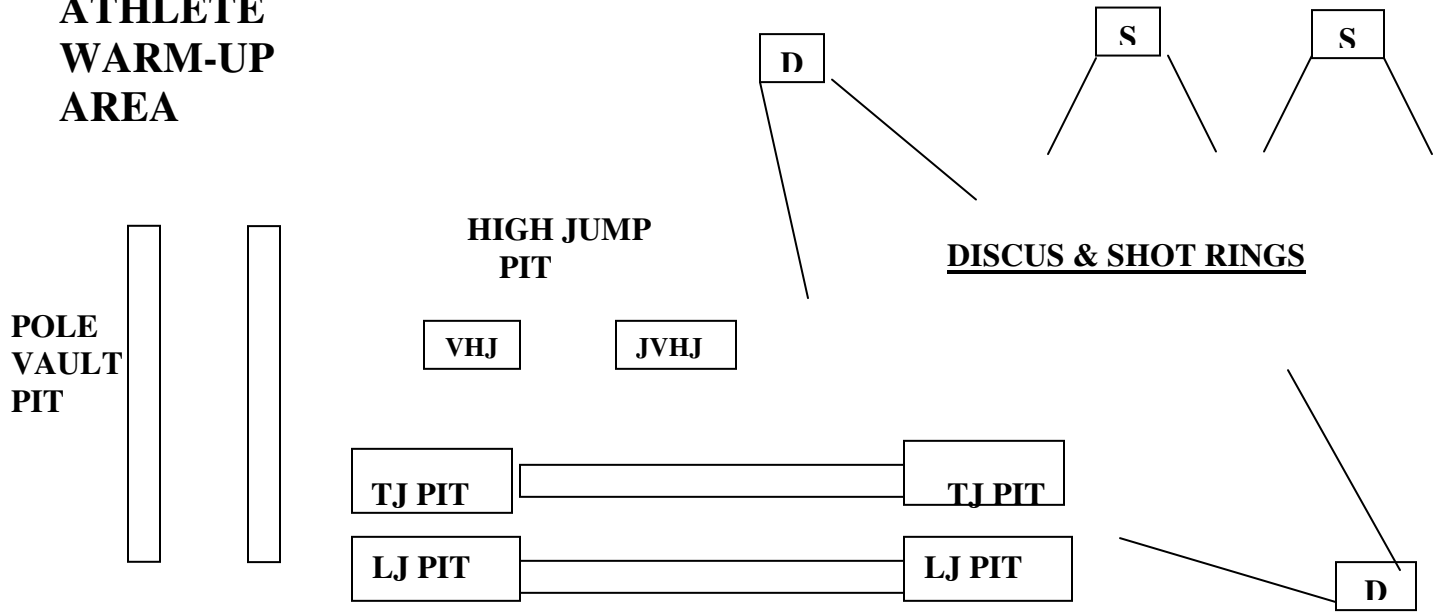 ATHLETE
WARM-UP
AREA
D
S
S
HIGH JUMP
PIT
DISCUS & SHOT RINGS
POLE
VAULT
PIT
VHJ
JVHJ
TJ PIT
TJ PIT
LJ PIT
LJ PIT
D